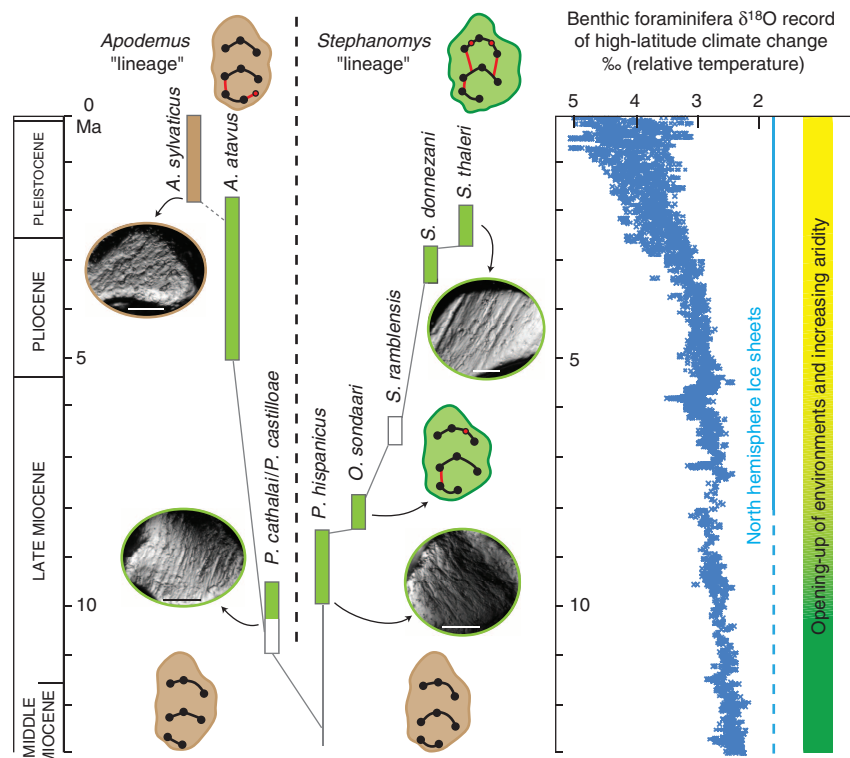 Apodemus
"lineage"
Stephanomys
"lineage"
Benthic foraminifera δ18O record
of high-latitude climate change
‰ (relative temperature)
0
Ma
5 4 3 2
PLEISTOCENE
PLIOCENE
LATE MIOCENE
MIDDLE
MIOCENE
5
10
A. sylvaticus
A. atavus
P. cathalai/P. castilloae
P. hispanicus
O. sondaari
S. ramblensis
S. donnezani
S. thaleri
5
10
North hemisphere Ice sheets
Opening-up of environments and increasing aridity